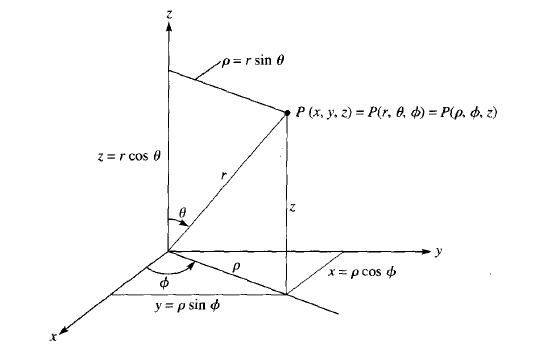 z
ρ = r sin θ
P (x, y, z) = P(r, θ, ϕ) = P(ρ, ϕ, z)
z = r cos θ
r
θ
z
y
ρ
x = ρ cos ϕ
ϕ
y = ρ sin ϕ
x